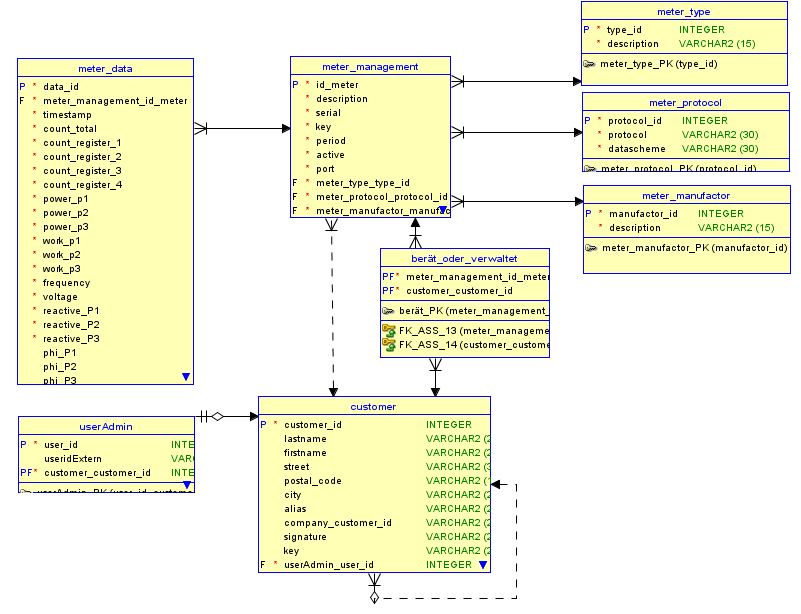 meter_type
P * type_id INTEGER
* description VARCHAR2 (15)
meter_type_PK (type_id)
meter_protocol
P * protocol_id INTEGER
* protocol VARCHAR2 (30)
* datascheme VARCHAR2 (30)
meter_protocol_PK (protocol_id)
meter_manufactor
P * manufactor_id INTEGER
* description VARCHAR2 (15)
meter_manufactor_PK (manufactor_id)
meter_management
P * id_meter
* description
* serial
* key
* period
* active
* port
F * meter_type_type_id
F * meter_protocol_protocol_id
F * meter_manufactor_manufac
meter_data
P * data_id
F * meter_management_id_meter
* timestamp
* count_total
* count_register_1
* count_register_2
* count_register_3
* count_register_4
* power_p1
* power_p2
* power_p3
* work_p1
* work_p2
* work_p3
* frequency
* voltage
* reactive_P1
* reactive_P2
* reactive_P3
phi_P1
phi_P2
phi_P3
berät_oder_verwaltet
PF* meter_management_id_meter
PF* customer_customer_id
berät_PK (meter_management_
FK_ASS_13 (meter_manageme
FK_ASS_14 (customer_custome
userAdmin
P * user_id INTE
useridExtern VAR
PF* customer_customer_id INTE
userAdmin_PK (user_id, custome
customer
P * customer_id INTEGER
lastname VARCHAR2 (2
firstname VARCHAR2 (2
street VARCHAR2 (3
postal_code VARCHAR2 (1
city VARCHAR2 (2
alias VARCHAR2 (2
company_customer_id VARCHAR2 (2
signature VARCHAR2 (2
key VARCHAR2 (2
F * userAdmin_user_id INTEGER